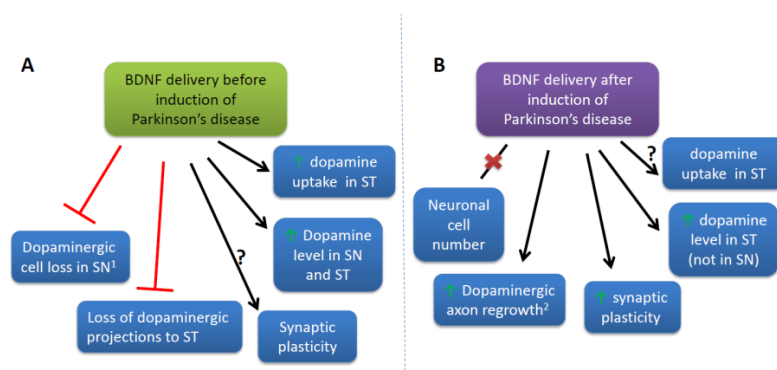 A
BDNF delivery before
induction of
Parkinson's disease
↑ dopamine
uptake in ST
↑ Dopamine
level in SN
and ST
?
Dopaminergic
cell loss in SN¹
Loss of dopaminergic
projections to ST
Synaptic
plasticity
B
BDNF delivery after
induction of
Parkinson's disease
?
dopamine
uptake in ST
Neuronal
cell
number
↑ dopamine
level in ST
(not in SN)
↑ Dopaminergic
axon regrowth²
↑ synaptic
plasticity